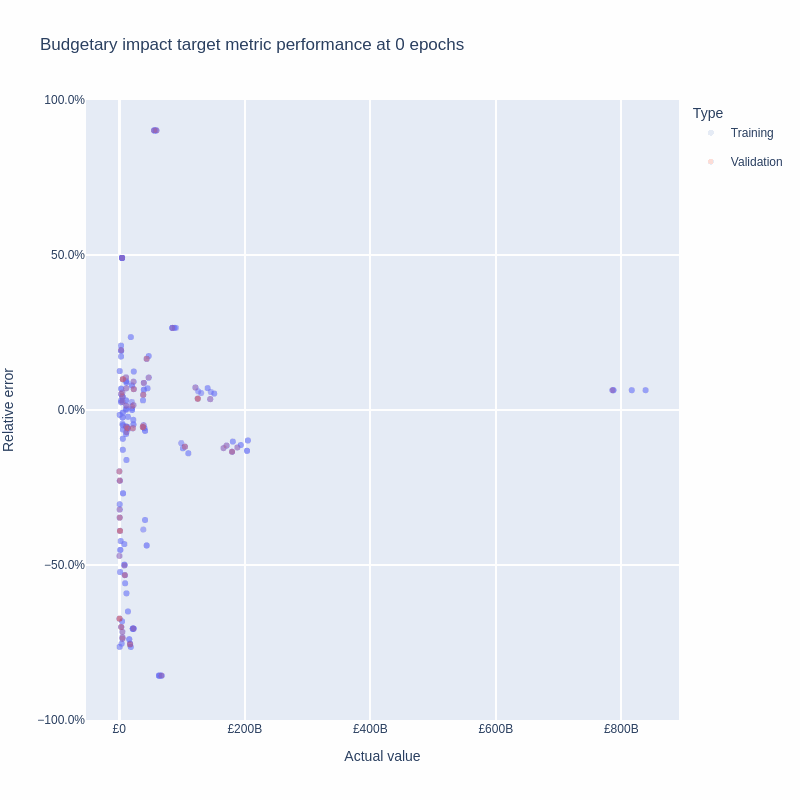 Budgetary impact target metric performance at 0 epochs
Type
Training
Validation
100.0%
50.0%
0.0%
−50.0%
−100.0%
Relative error
£0
£200B
£400B
£600B
£800B
Actual value